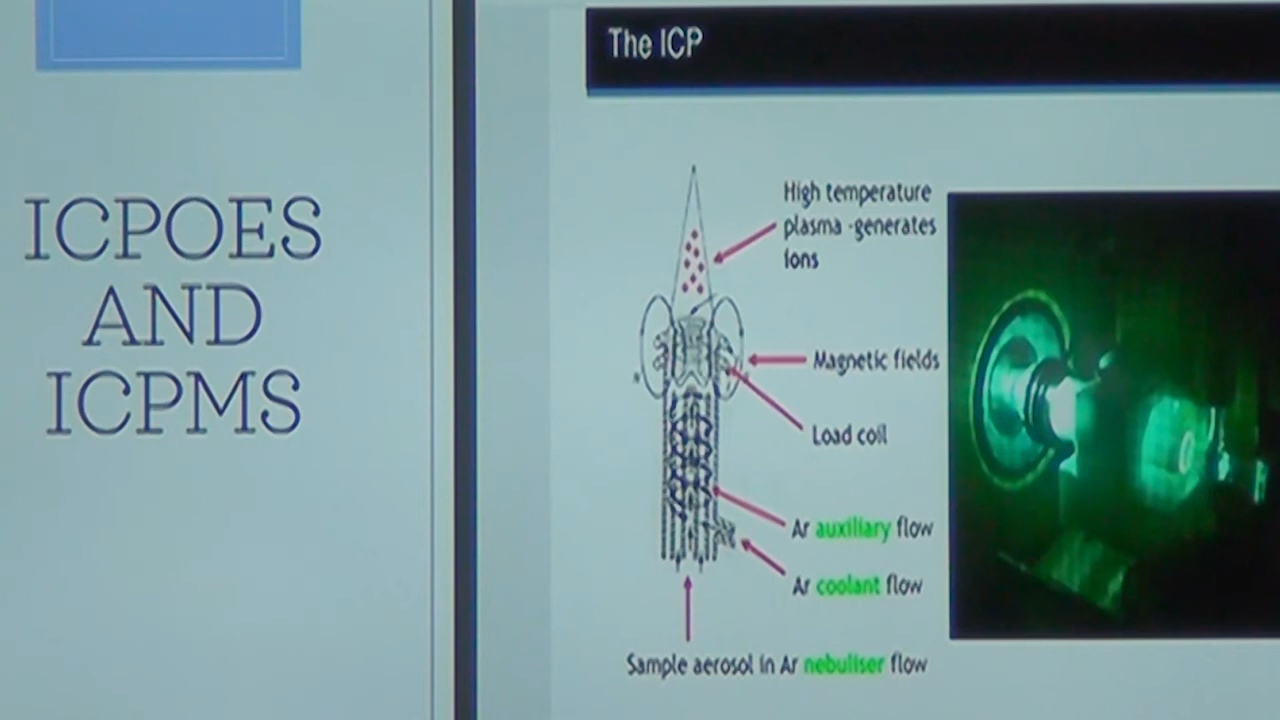 ICPOES
AND
ICPMS
The ICP
High temperature
plasma -generates
Ions
Magnetic fields
Load coil
Ar auxiliary flow
Ar coolant flow
Sample aerosol in Ar nebuliser flow